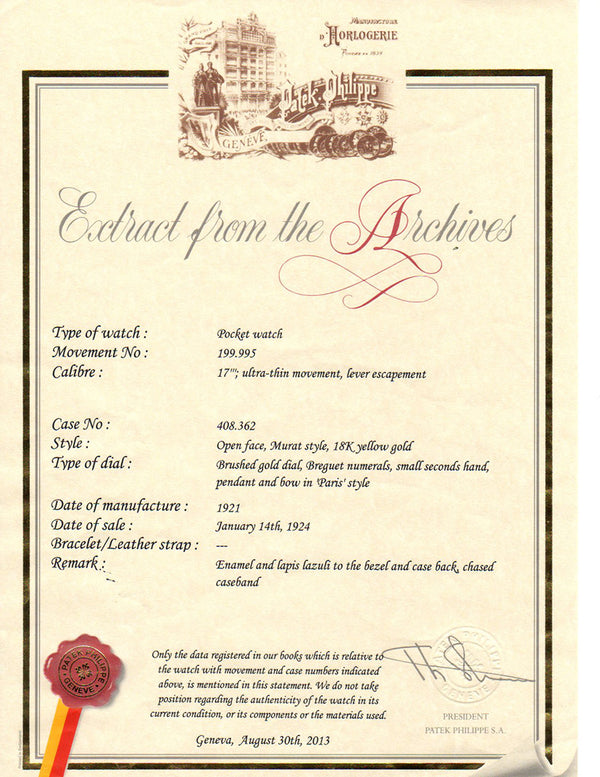 MANUFACTURE
D'HORLOGERIE
FONDÉE EN 1839
Patek Philippe
GENÈVE
Extract from the Archives
Type of watch : Pocket watch
Movement No : 199.995
Calibre : 17'''; ultra-thin movement, lever escapement
Case No : 408.362
Style : Open face, Murat style, 18K yellow gold
Type of dial : Brushed gold dial, Breguet numerals, small seconds hand,
pendant and bow in 'Paris' style
Date of manufacture : 1921
Date of sale : January 14th, 1924
Bracelet/Leather strap : ---
Remark : Enamel and lapis lazuli to the bezel and case back, chased
caseband
Only the data registered in our books which is relative to
the watch with movement and case numbers indicated
above, is mentioned in this statement. We do not take
position regarding the authenticity of the watch in its
current condition, or its components or the materials used.
Geneva, August 30th, 2013
PATEK PHILIPPE
GENEVE
PATEK PHILIPPE
GENEVE
PRESIDENT
PATEK PHILIPPE S.A.